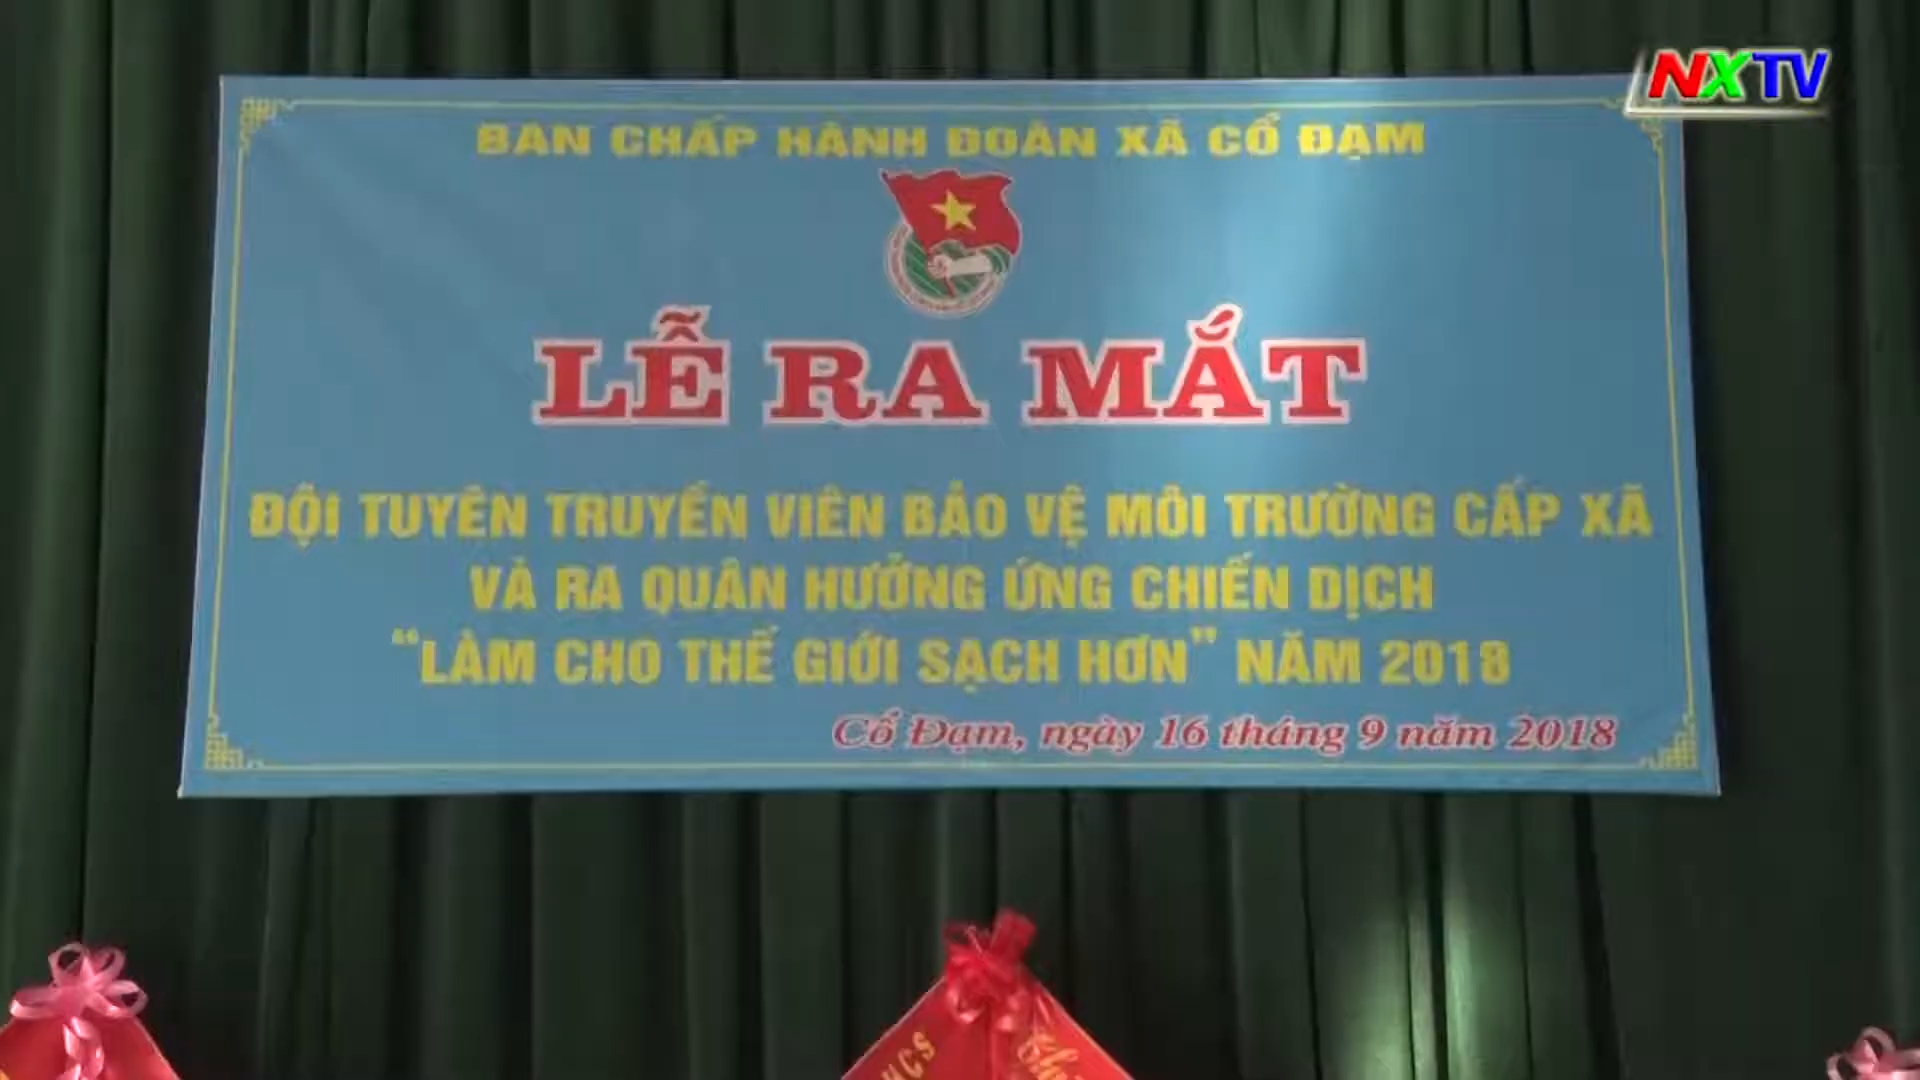 NXTV
BAN CHẤP HÀNH ĐOÀN XÃ CỔ ĐẠM
LỄ RA MẮT
ĐỘI TUYÊN TRUYỀN VIÊN BẢO VỆ MÔI TRƯỜNG CẤP XÃ
VÀ RA QUÂN HƯỞNG ỨNG CHIẾN DỊCH
“LÀM CHO THẾ GIỚI SẠCH HƠN” NĂM 2018
Cổ Đạm, ngày 16 tháng 9 năm 2018